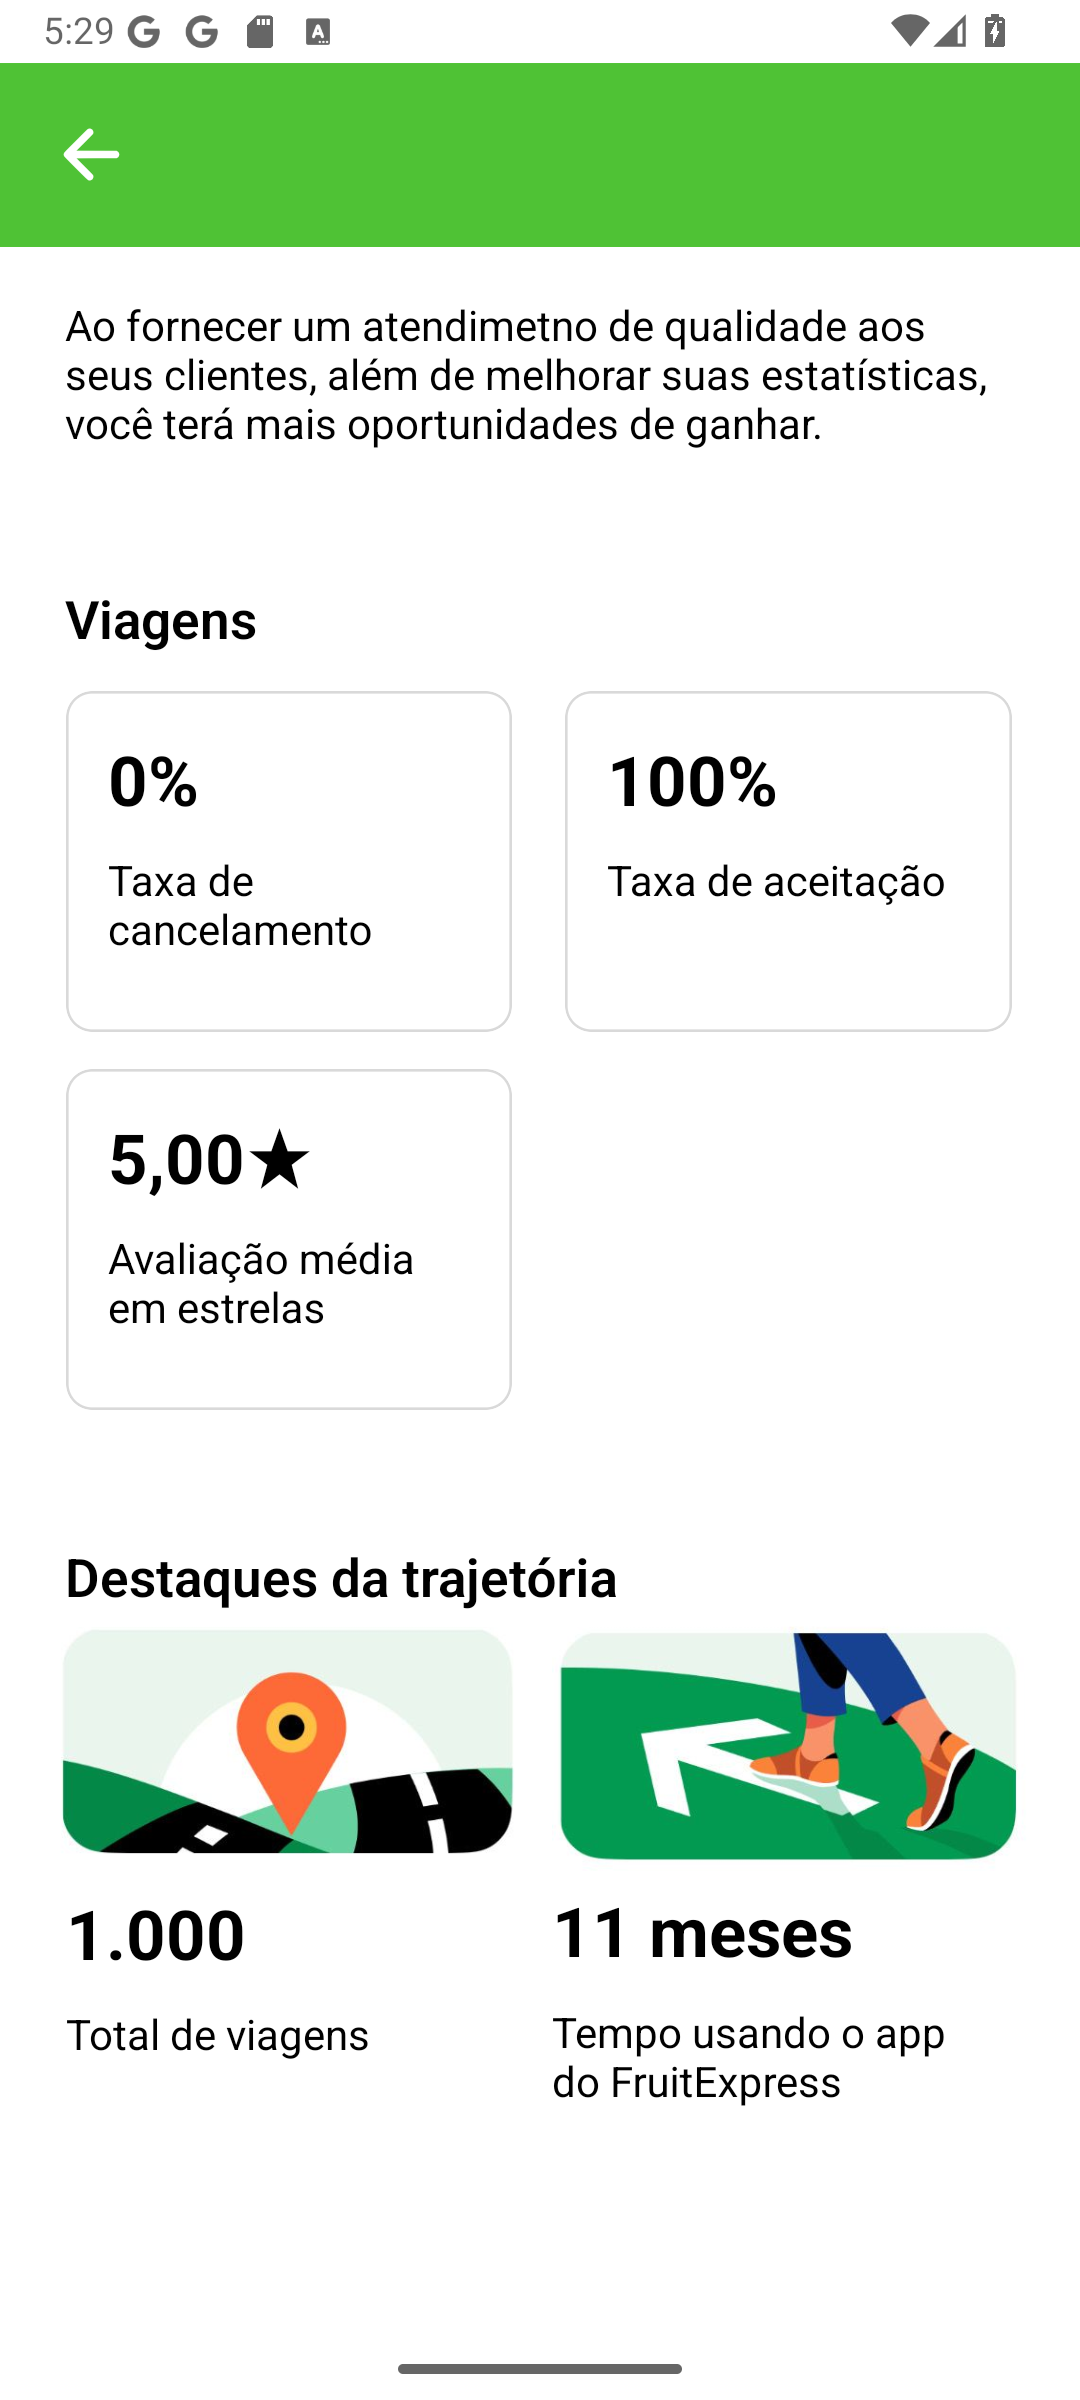 5:29
Ao fornecer um atendimetno de qualidade aos
seus clientes, além de melhorar suas estatísticas,
você terá mais oportunidades de ganhar.
Viagens
0%
Taxa de
cancelamento
100%
Taxa de aceitação
5,00★
Avaliação média
em estrelas
Destaques da trajetória
1.000
Total de viagens
11 meses
Tempo usando o app
do FruitExpress